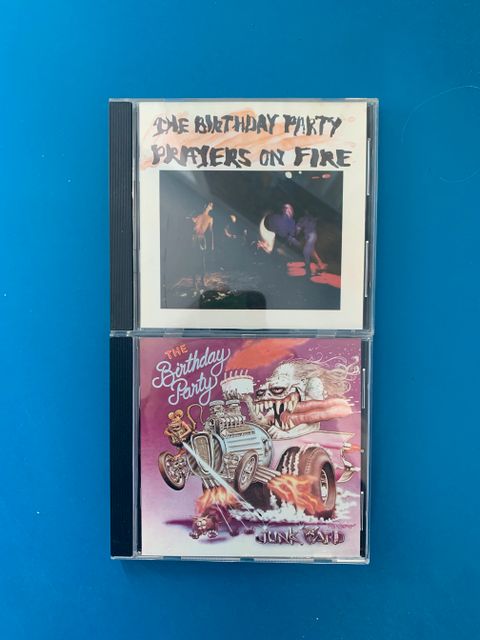 THE BIRTHDAY PARTY
PRAYERS ON FIRE
THE
Birthday
Party
JUNK YARD